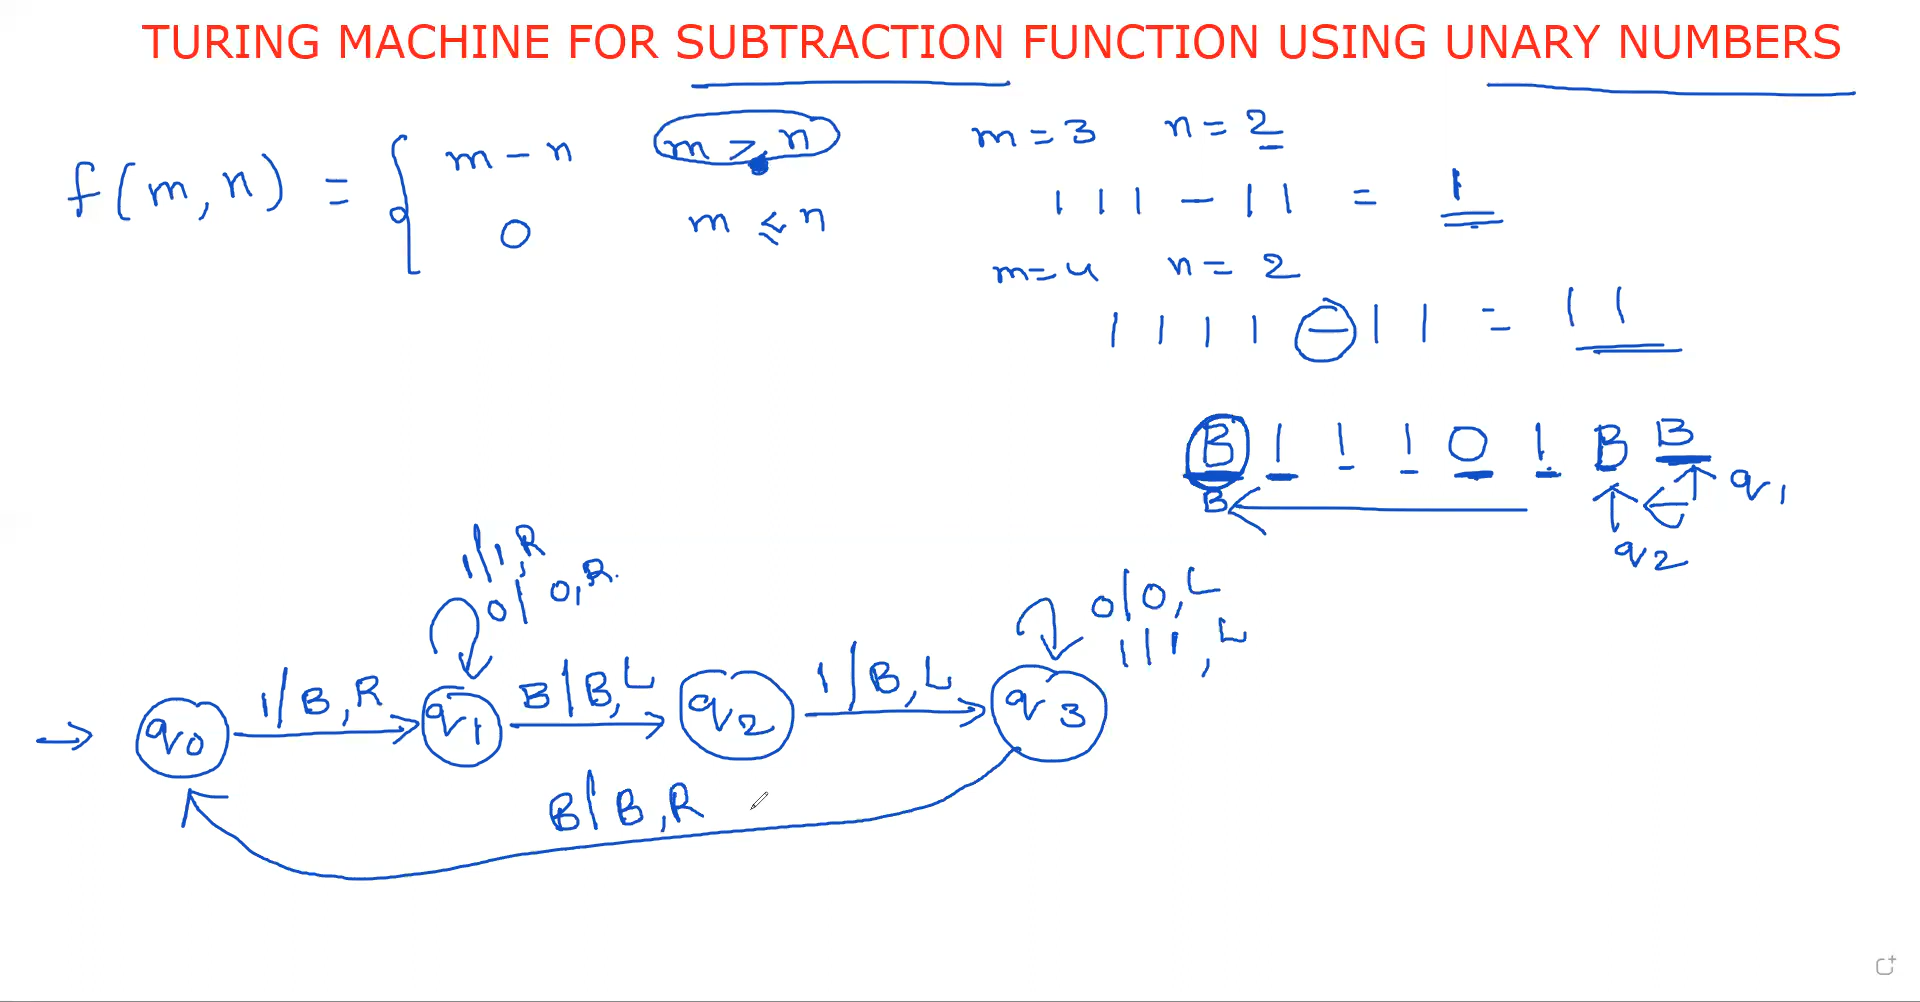 TURING MACHINE FOR SUBTRACTION FUNCTION USING UNARY NUMBERS
f(m,n) = { m - n m > n
0 m ≤ n
m = 3 n = 2
1 1 1 - 1 1 = 1
m = 4 n = 2
1 1 1 1 - 1 1 = 1 1
B 1 1 1 0 1 B B
B q1
q2
1/1,R
0/0,R
0/0,L
1/1,L
1/B,R B/B,L 1/B,L
q0 q1 q2 q3
B/B,R